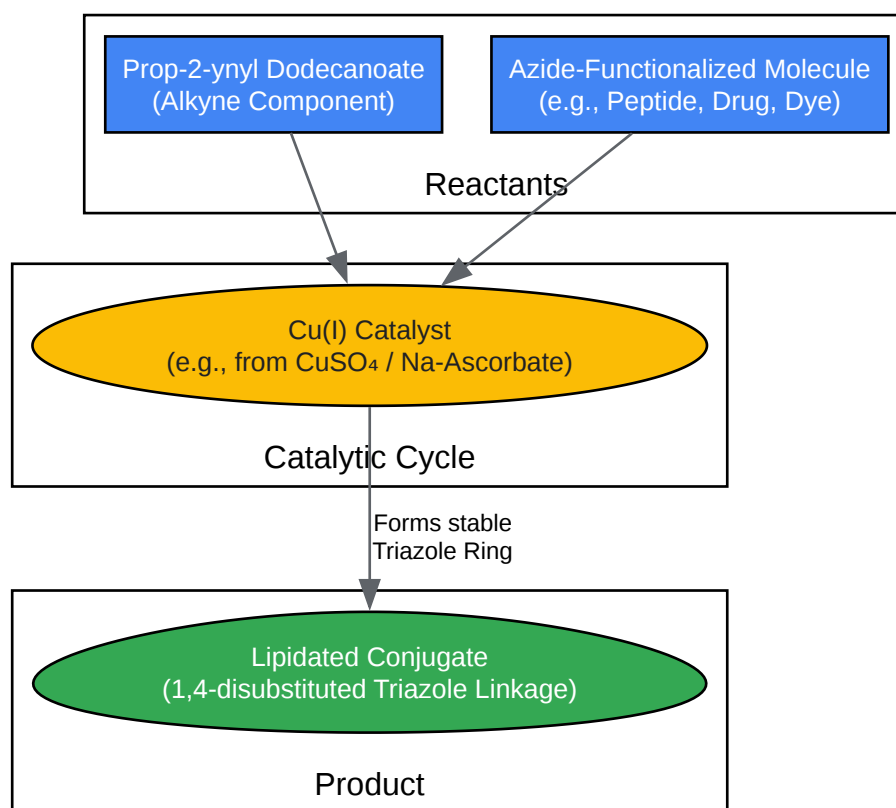 Prop-2-ynyl Dodecanoate
(Alkyne Component)
Azide-Functionalized Molecule
(e.g., Peptide, Drug, Dye)
Reactants
Cu(I) Catalyst
(e.g., from CuSO₄ / Na-Ascorbate)
Catalytic Cycle
Forms stable
Triazole Ring
Lipidated Conjugate
(1,4-disubstituted Triazole Linkage)
Product